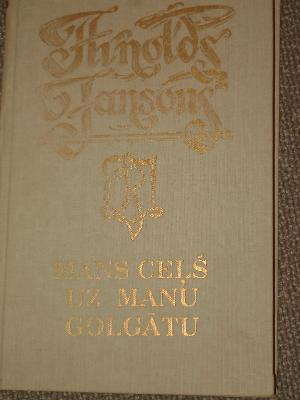 Arnolds
Jansons
MANS CEĻŠ
UZ MANU
GOLGĀTU